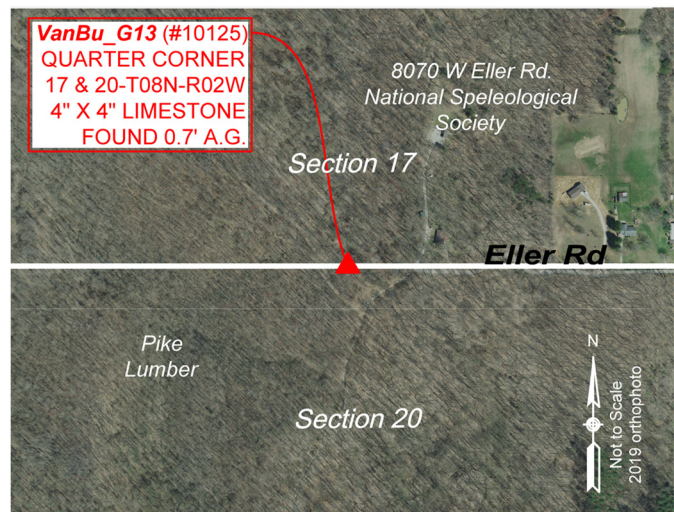 VanBu_G13 (#10125)
QUARTER CORNER
17 & 20-T08N-R02W
4" X 4" LIMESTONE
FOUND 0.7' A.G.
8070 W Eller Rd.
National Speleological
Society
Section 17
Eller Rd
Pike
Lumber
Section 20
N
Not to Scale
2019 orthophoto